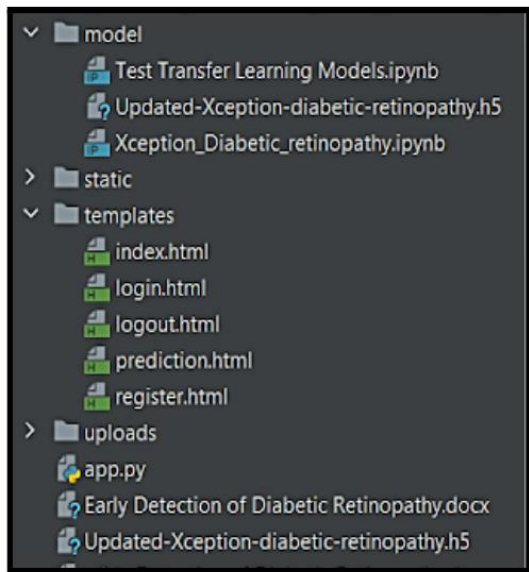 model
Test Transfer Learning Models.ipynb
Updated-Xception-diabetic-retinopathy.h5
Xception_Diabetic_retinopathy.ipynb
static
templates
index.html
login.html
logout.html
prediction.html
register.html
uploads
app.py
Early Detection of Diabetic Retinopathy.docx
Updated-Xception-diabetic-retinopathy.h5